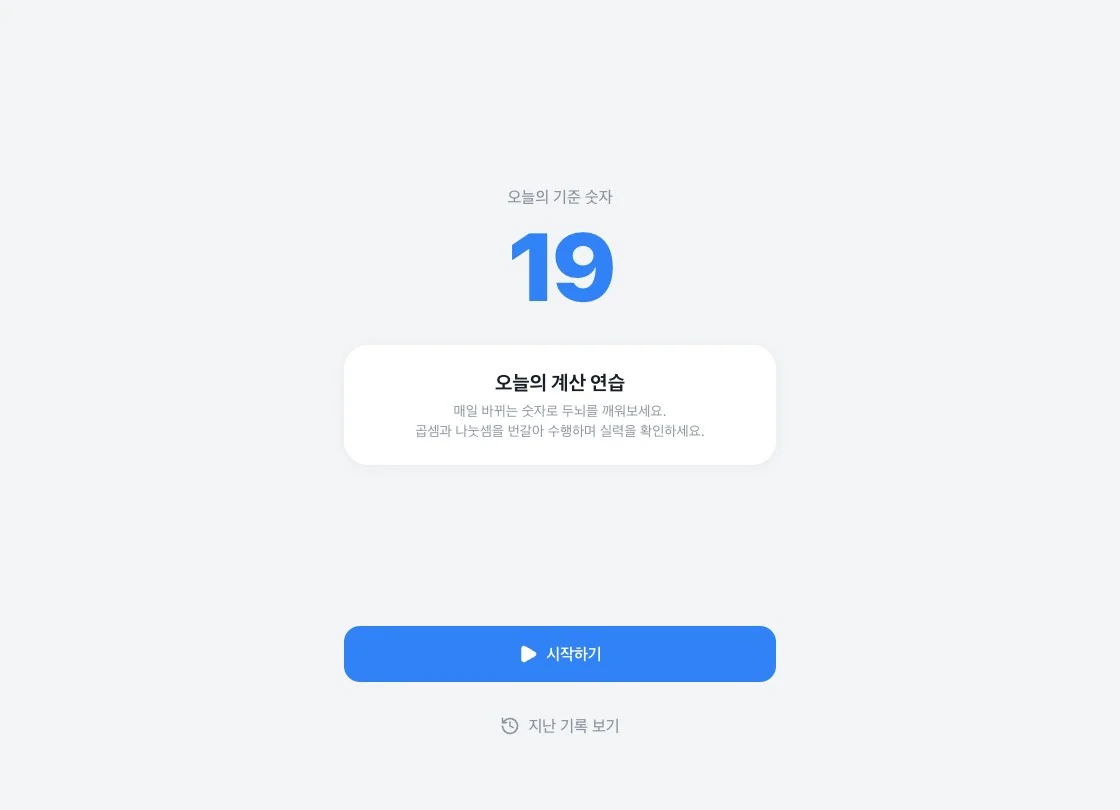 오늘의 기준 숫자
19
오늘의 계산 연습
매일 바뀌는 숫자로 두뇌를 깨워보세요.
곱셈과 나눗셈을 번갈아 수행하며 실력을 확인하세요.
시작하기
지난 기록 보기